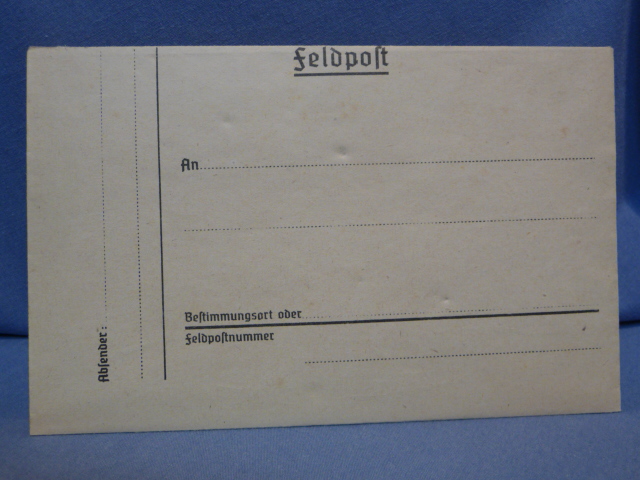 Feldpost
An
Bestimmungsort oder
Feldpostnummer
Absender: